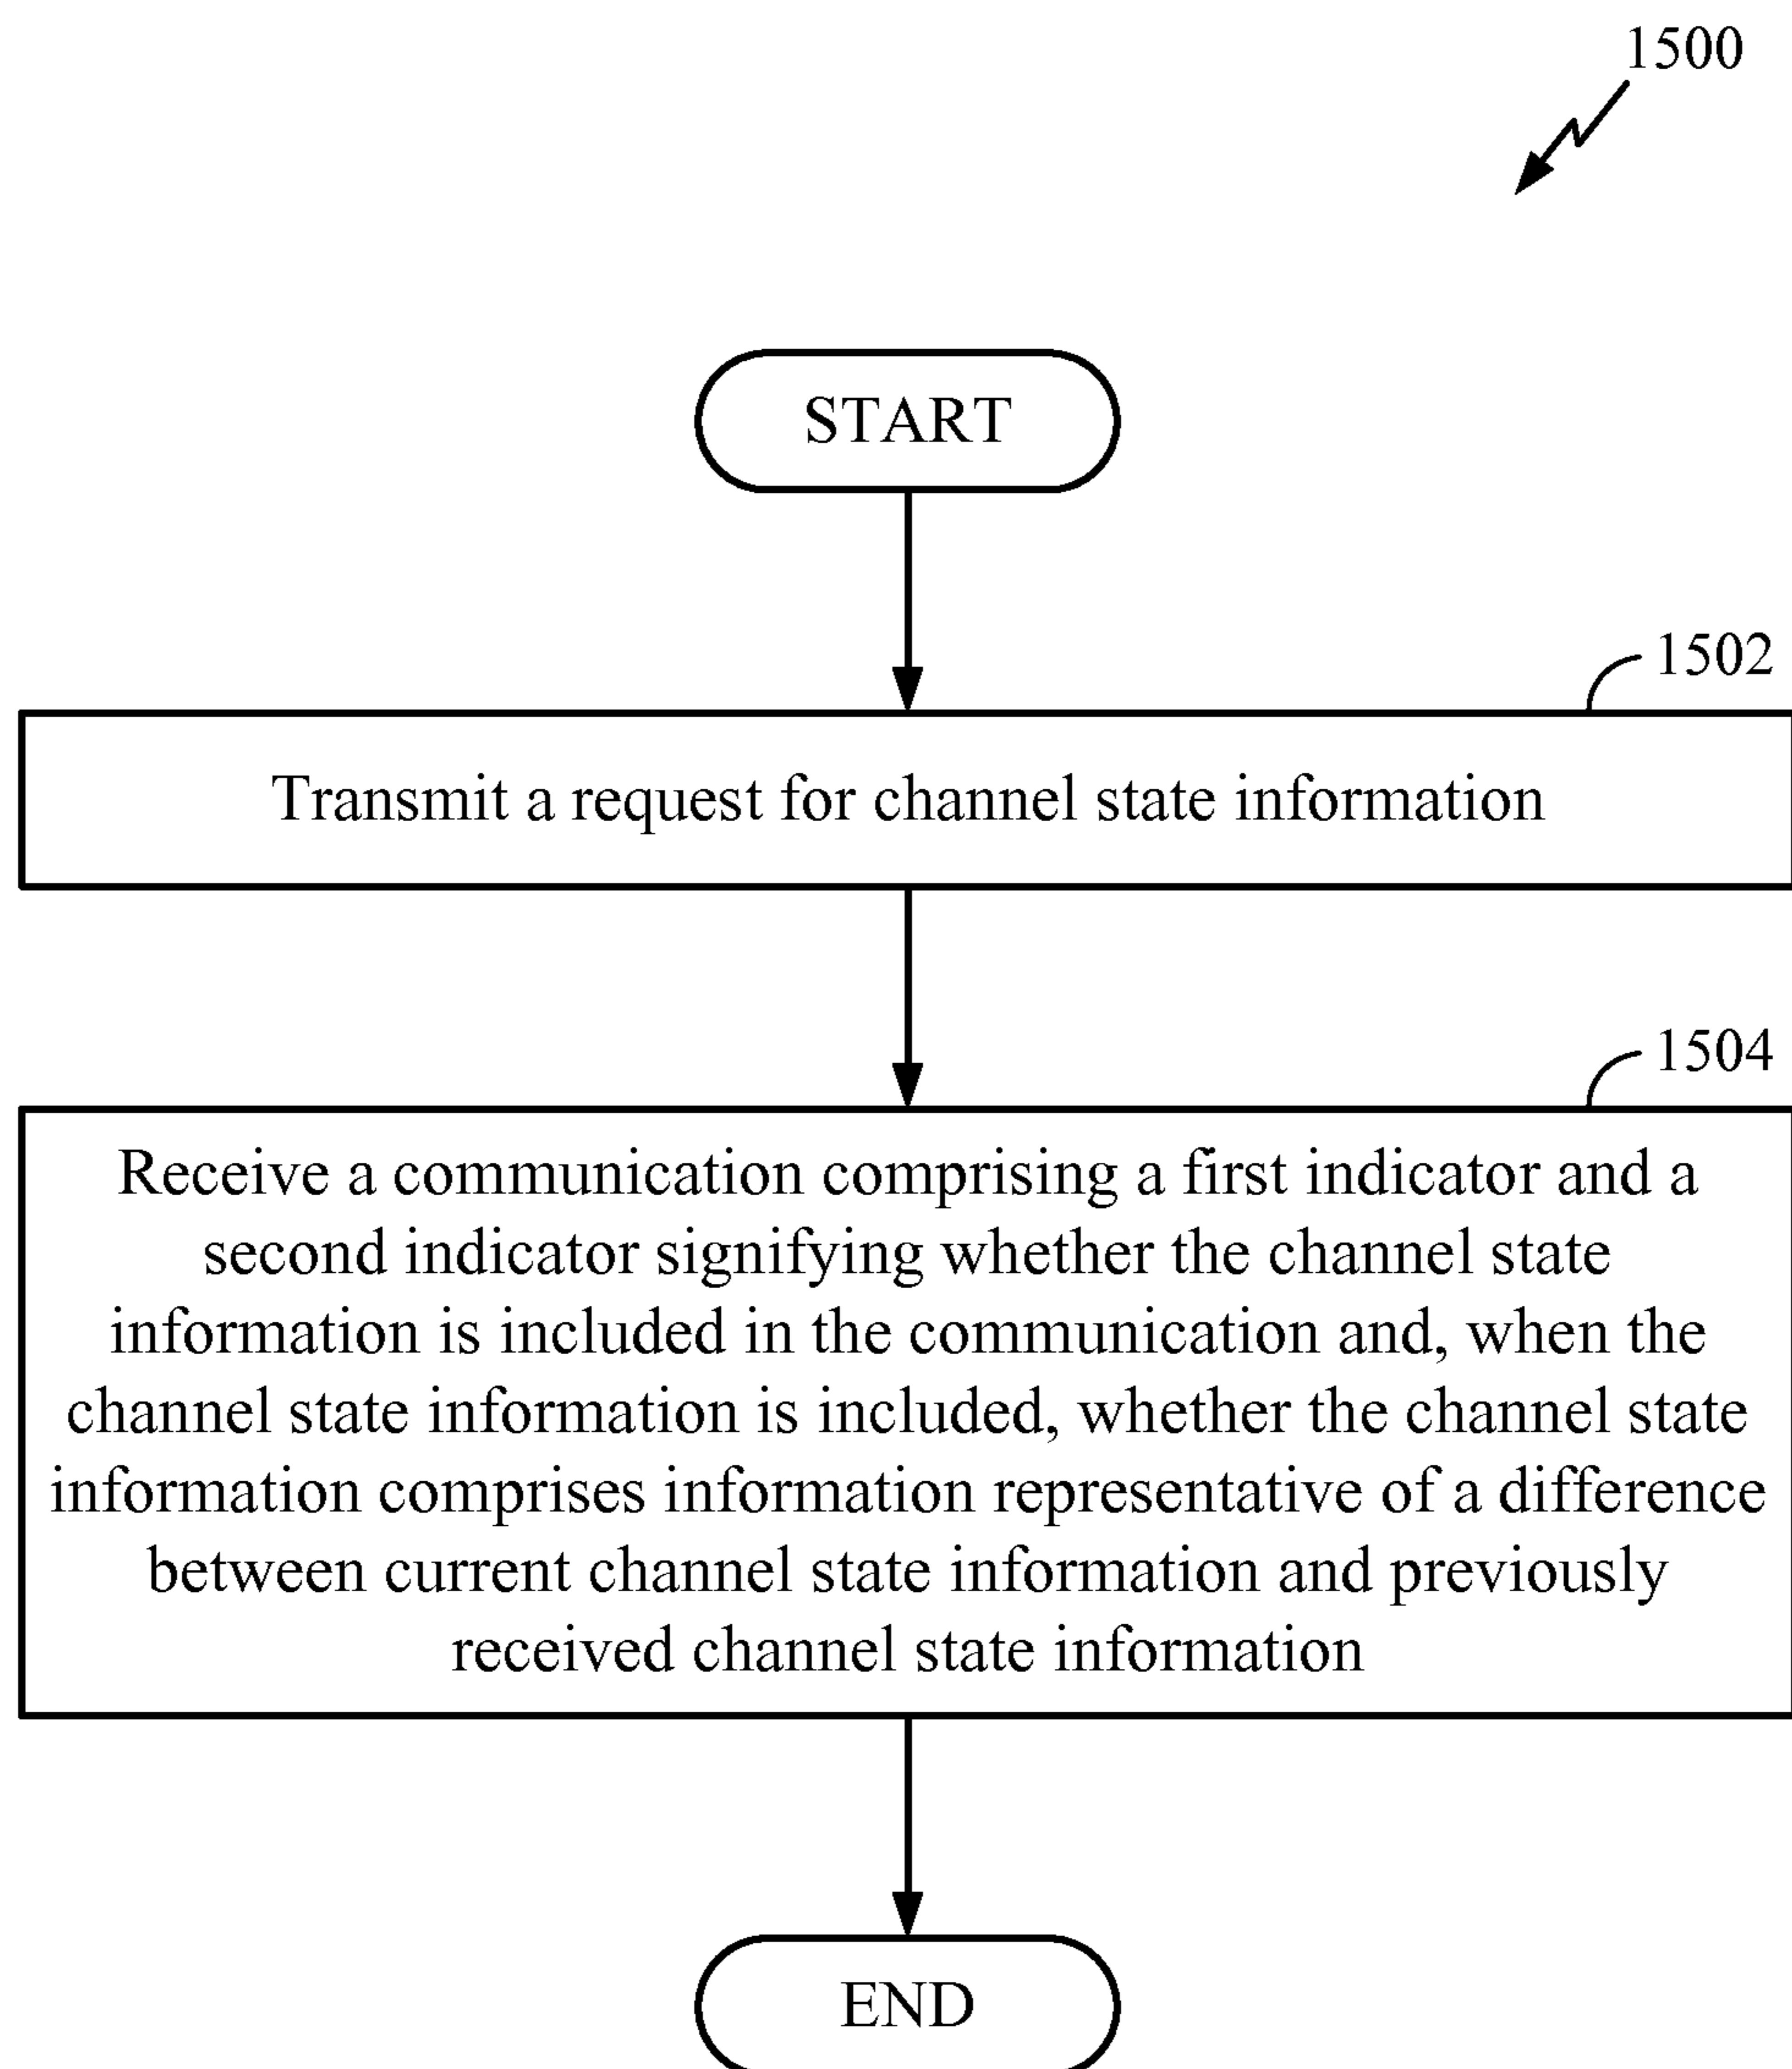 1500
START
1502
Transmit a request for channel state information
1504
Receive a communication comprising a first indicator and a
second indicator signifying whether the channel state
information is included in the communication and, when the
channel state information is included, whether the channel state
information comprises information representative of a difference
between current channel state information and previously
received channel state information
END